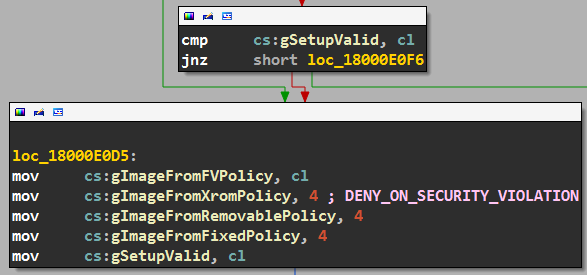 cmp cs:gSetupValid, cl
jnz short loc_18000E0F6
loc_18000E0D5:
mov cs:gImageFromFVPolicy, cl
mov cs:gImageFromXromPolicy, 4 ; DENY_ON_SECURITY_VIOLATION
mov cs:gImageFromRemovablePolicy, 4
mov cs:gImageFromFixedPolicy, 4
mov cs:gSetupValid, cl